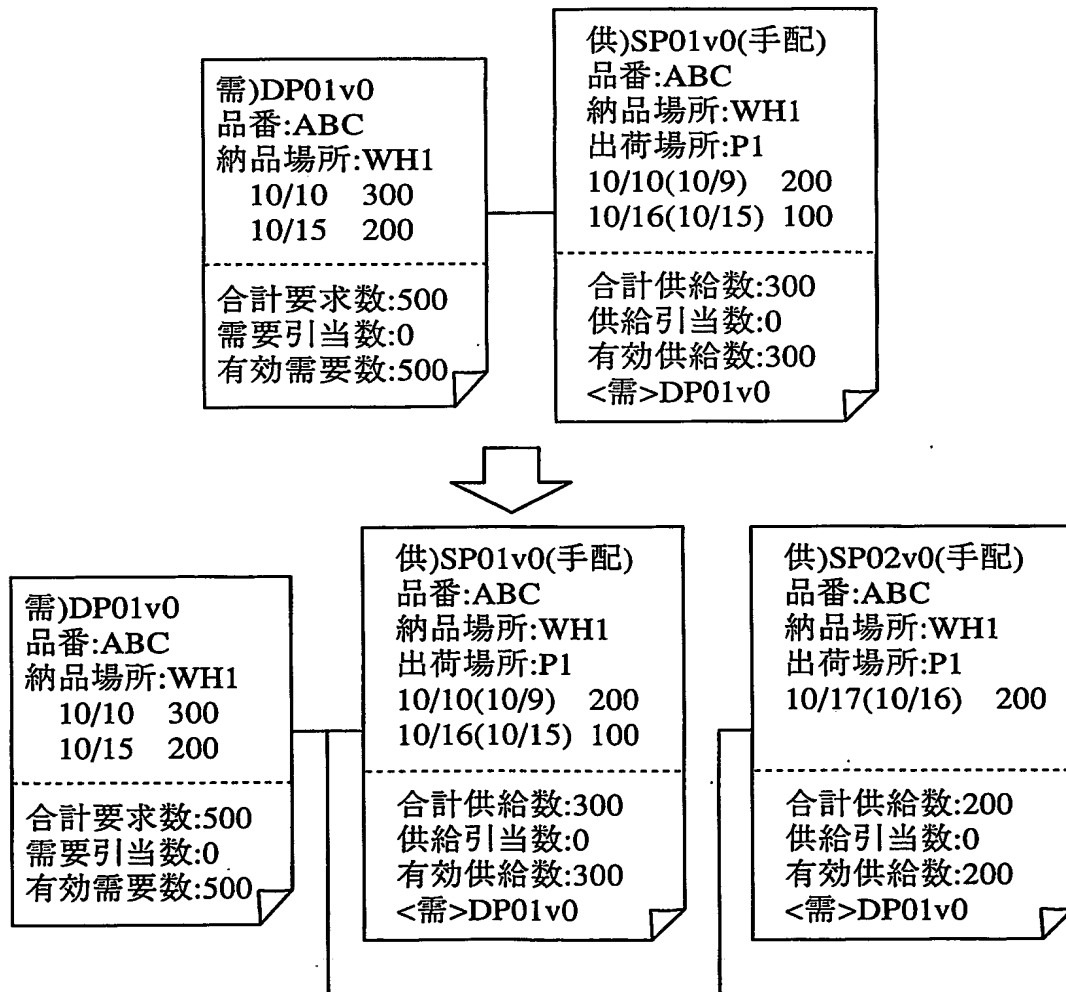 需)DP01v0
品番:ABC
納品場所:WH1
10/10 300
10/15 200
合計要求数:500
需要引当数:0
有効需要数:500
供)SP01v0(手配)
品番:ABC
納品場所:WH1
出荷場所:P1
10/10(10/9) 200
10/16(10/15) 100
合計供給数:300
供給引当数:0
有効供給数:300
<需>DP01v0
需)DP01v0
品番:ABC
納品場所:WH1
10/10 300
10/15 200
合計要求数:500
需要引当数:0
有効需要数:500
供)SP01v0(手配)
品番:ABC
納品場所:WH1
出荷場所:P1
10/10(10/9) 200
10/16(10/15) 100
合計供給数:300
供給引当数:0
有効供給数:300
<需>DP01v0
供)SP02v0(手配)
品番:ABC
納品場所:WH1
出荷場所:P1
10/17(10/16) 200
合計供給数:200
供給引当数:0
有効供給数:200
<需>DP01v0